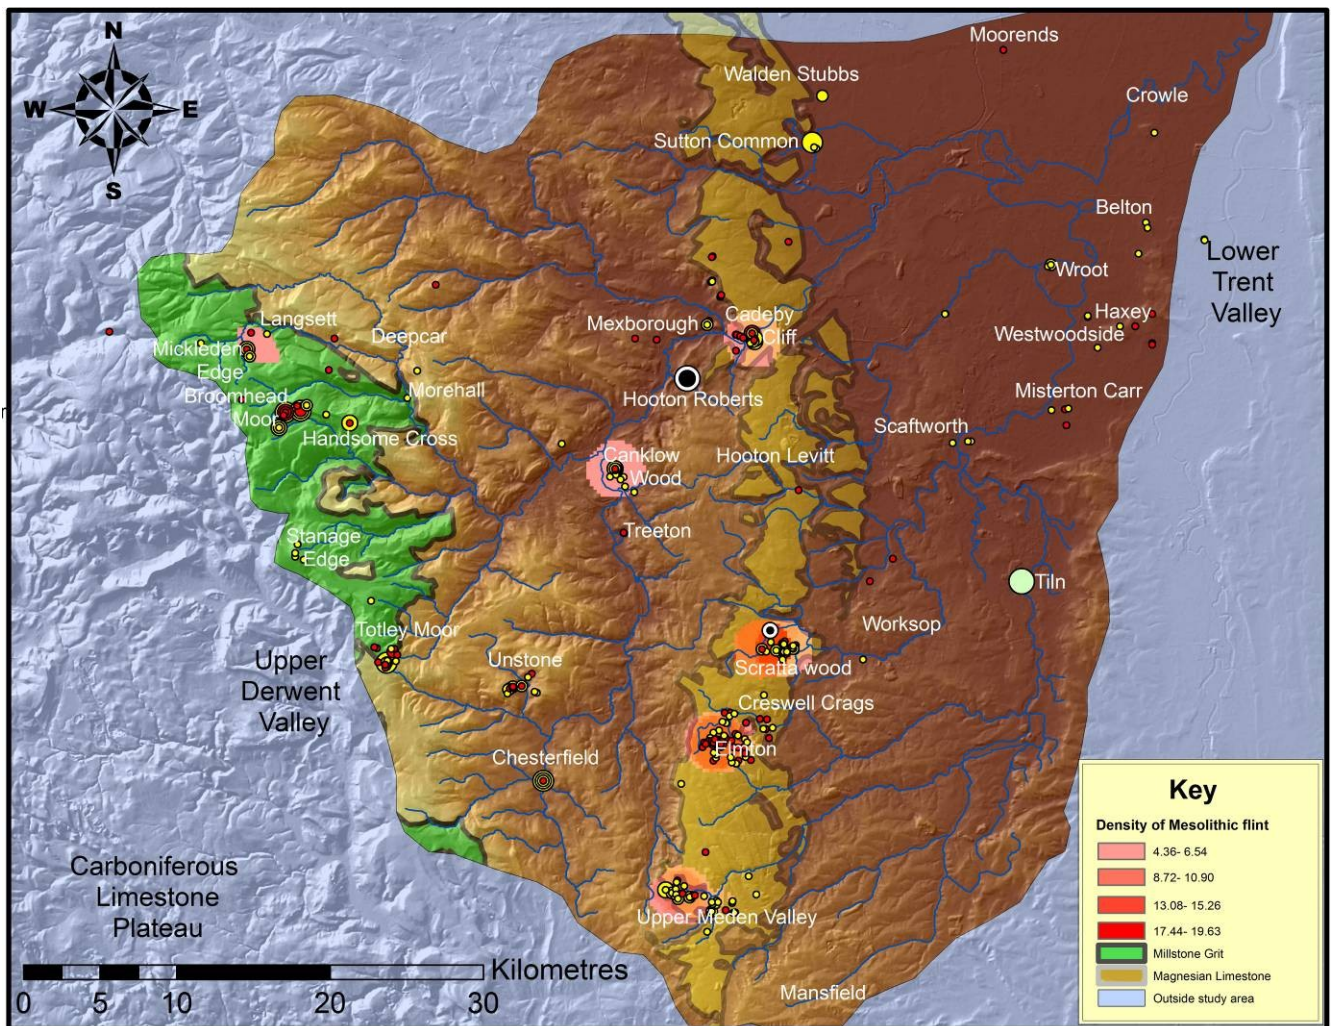 N
W
E
S
Moorends
Walden Stubbs
Crowle
Sutton Common
Belton
Lower
Trent
Valley
Wroot
Haxey
Westwoodside
Langsett
Deepcar
Mexborough
Cadeby
Cliff
Mickleden
Edge
Broomhead
Moor
Morehall
Hooton Roberts
Misterton Carr
Handsome Cross
Scaftworth
Canklow
Wood
Hooton Levitt
Stanage
Edge
Treeton
Tiln
Totley Moor
Worksop
Upper
Derwent
Valley
Unstone
Scratta wood
Creswell Crags
Elmton
Chesterfield
Carboniferous
Limestone
Plateau
Upper Meden Valley
Mansfield
Kilometres
0 5 10 20 30
Key
Density of Mesolithic flint
4.36- 6.54
8.72- 10.90
13.08- 15.26
17.44- 19.63
Millstone Grit
Magnesian Limestone
Outside study area